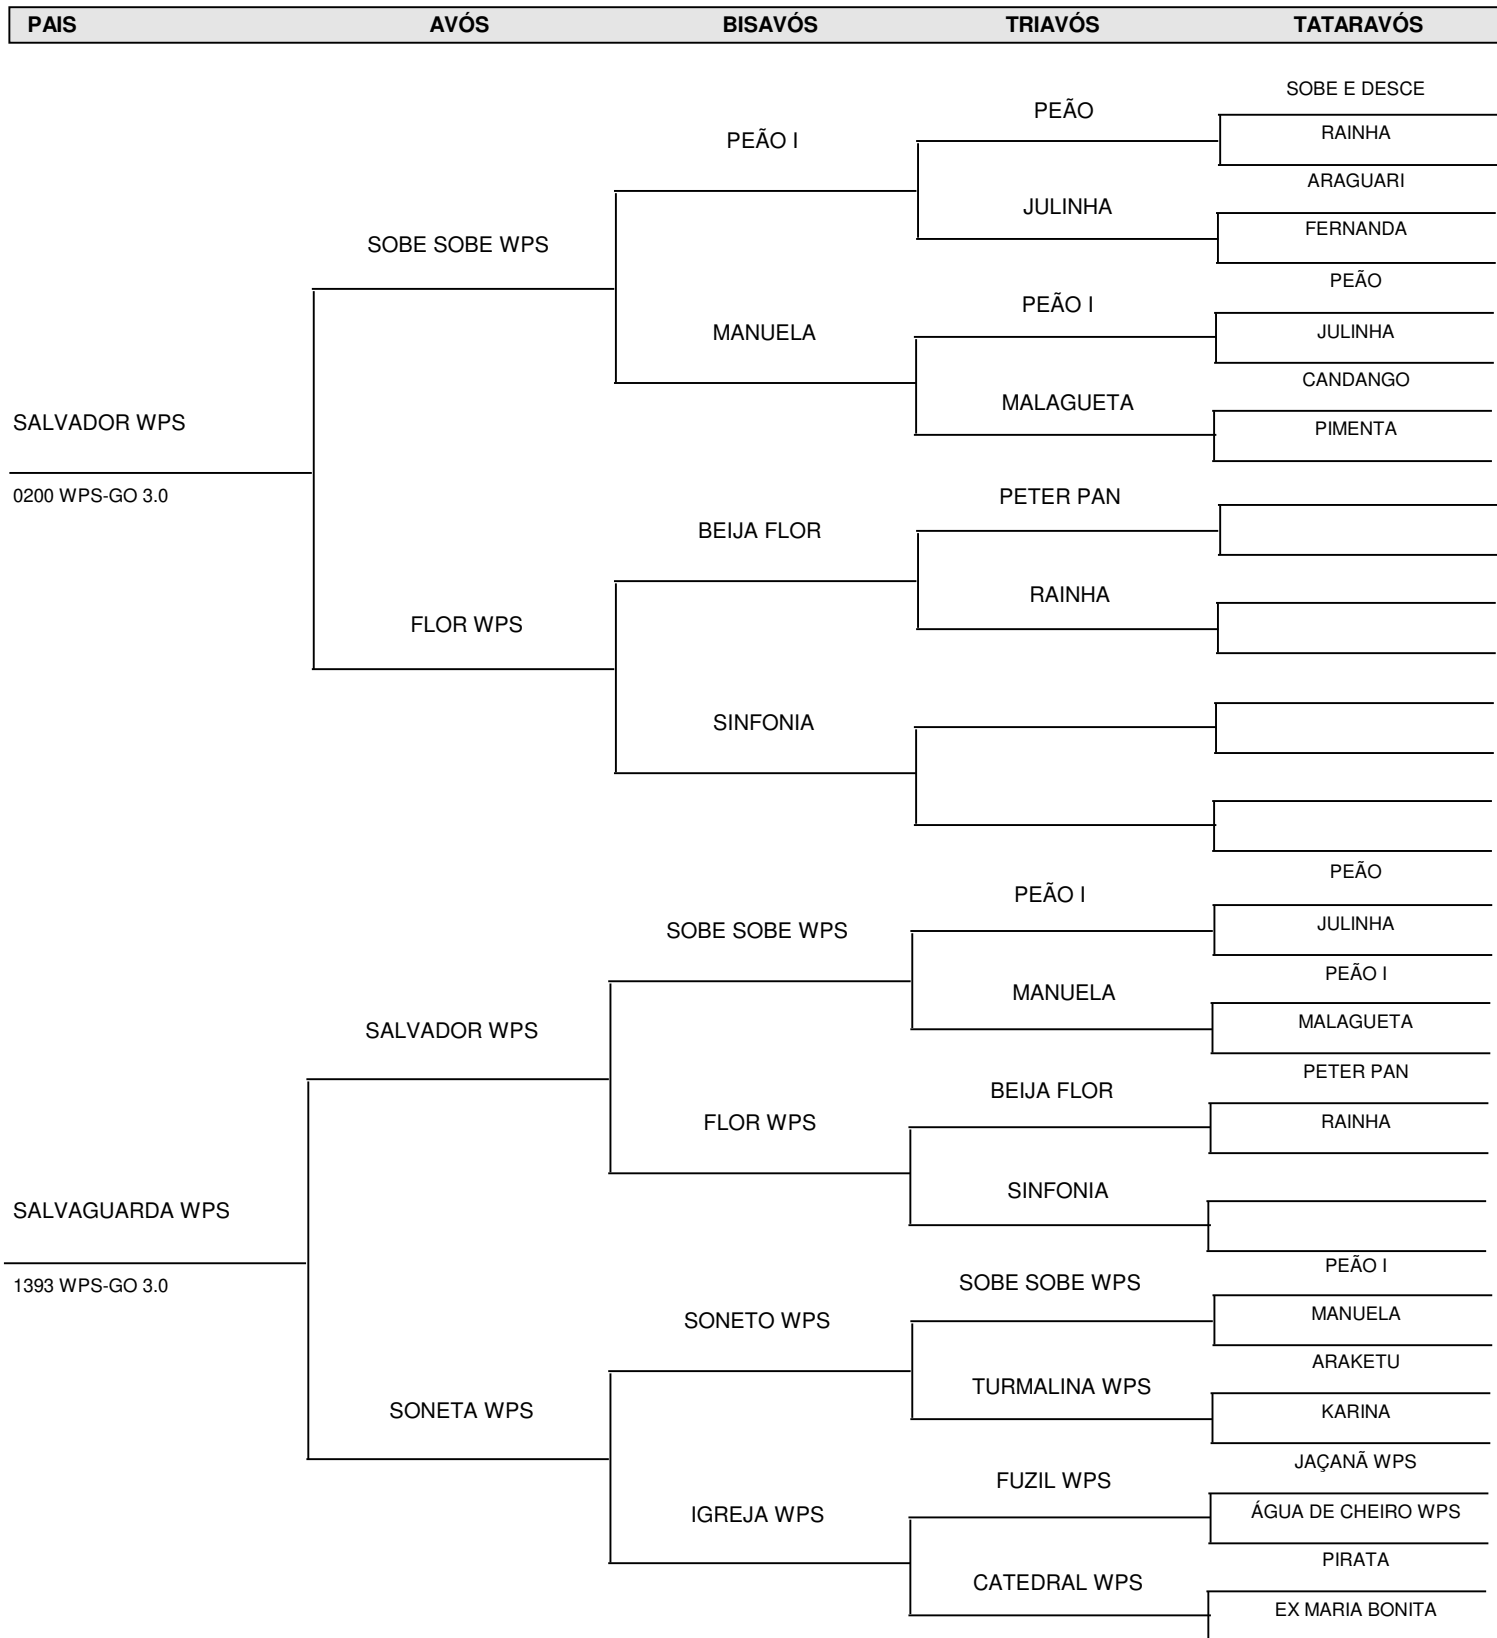 PAIS AVÓS BISAVÓS TRIAVÓS TATARAVÓS
SOBE E DESCE
PEÃO
RAINHA
PEÃO I
ARAGUARI
JULINHA
FERNANDA
SOBE SOBE WPS
PEÃO
PEÃO I
JULINHA
MANUELA
CANDANGO
MALAGUETA
SALVADOR WPS
PIMENTA
0200 WPS-GO 3.0
PETER PAN
BEIJA FLOR
RAINHA
FLOR WPS
SINFONIA
PEÃO
PEÃO I
JULINHA
SOBE SOBE WPS
PEÃO I
MANUELA
MALAGUETA
SALVADOR WPS
PETER PAN
BEIJA FLOR
RAINHA
FLOR WPS
SINFONIA
SALVAGUARDA WPS
PEÃO I
1393 WPS-GO 3.0
SOBE SOBE WPS
MANUELA
SONETO WPS
ARAKETU
TURMALINA WPS
SONETA WPS
KARINA
JAÇANÃ WPS
FUZIL WPS
ÁGUA DE CHEIRO WPS
IGREJA WPS
PIRATA
CATEDRAL WPS
EX MARIA BONITA